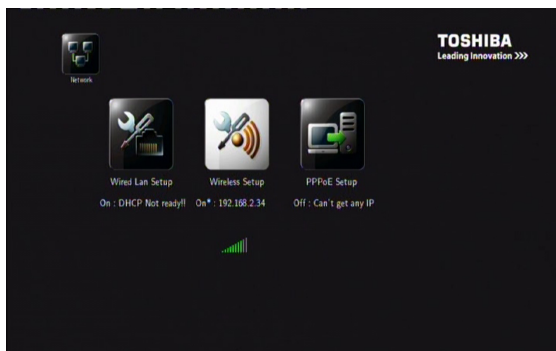 TOSHIBA
Leading Innovation >>>
Network
Wired Lan Setup
Wireless Setup
PPPoE Setup
On : DHCP Not ready!!
On* : 192.168.2.34
Off : Can't get any IP